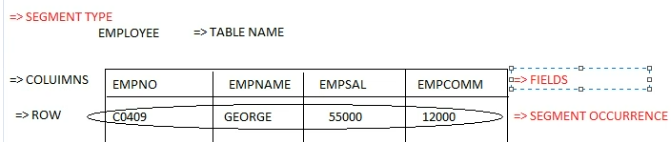 => SEGMENT TYPE
EMPLOYEE => TABLE NAME
=> COLUIMNS EMPNO EMPNAME EMPSAL EMPCOMM => FIELDS
=> ROW C0409 GEORGE 55000 12000 => SEGMENT OCCURRENCE